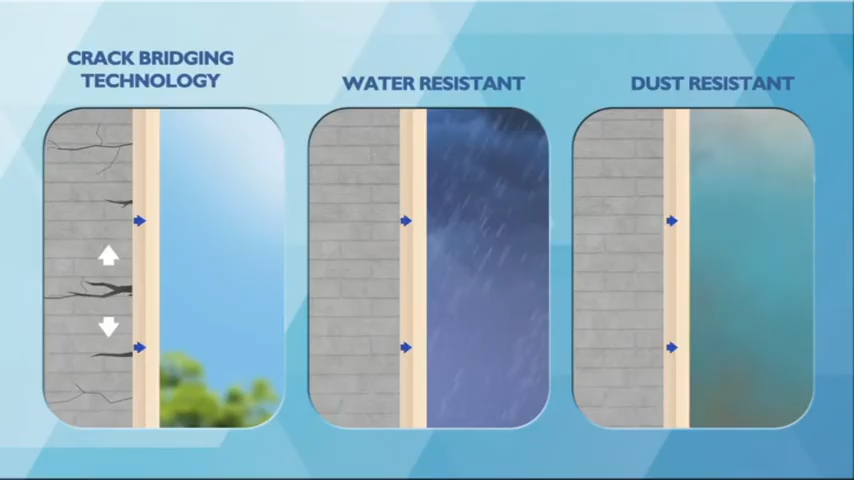 CRACK BRIDGING
TECHNOLOGY
WATER RESISTANT
DUST RESISTANT